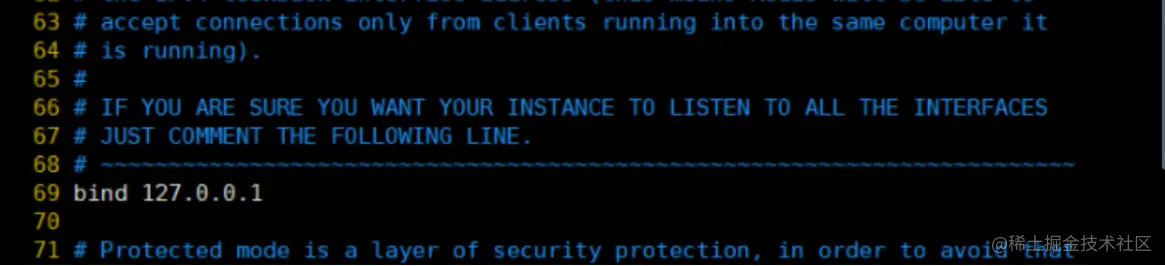 63 # accept connections only from clients running into the same computer it
64 # is running).
65 #
66 # IF YOU ARE SURE YOU WANT YOUR INSTANCE TO LISTEN TO ALL THE INTERFACES
67 # JUST COMMENT THE FOLLOWING LINE.
68 # ~~~~~~~~~~~~~~~~~~~~~~~~~~~~~~~~~~~~~~~~~~~~~~~~~~~~~~~~~~~~~~~~~~~~~~~~
69 bind 127.0.0.1
70
71 # Protected mode is a layer of security protection, in order to avoid that
@稀土掘金技术社区